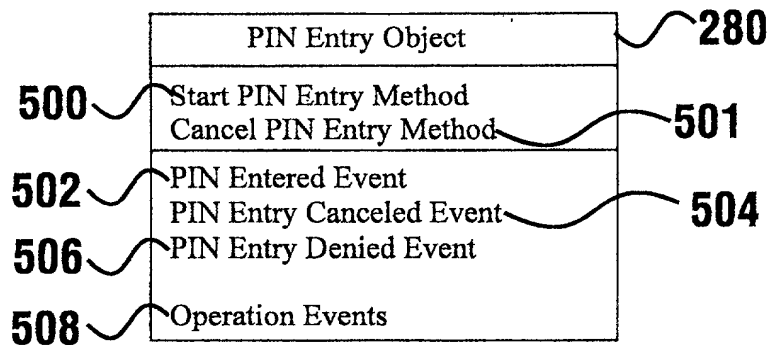 PIN Entry Object 280
500 Start PIN Entry Method
Cancel PIN Entry Method 501
502 PIN Entered Event
PIN Entry Canceled Event 504
506 PIN Entry Denied Event
508 Operation Events